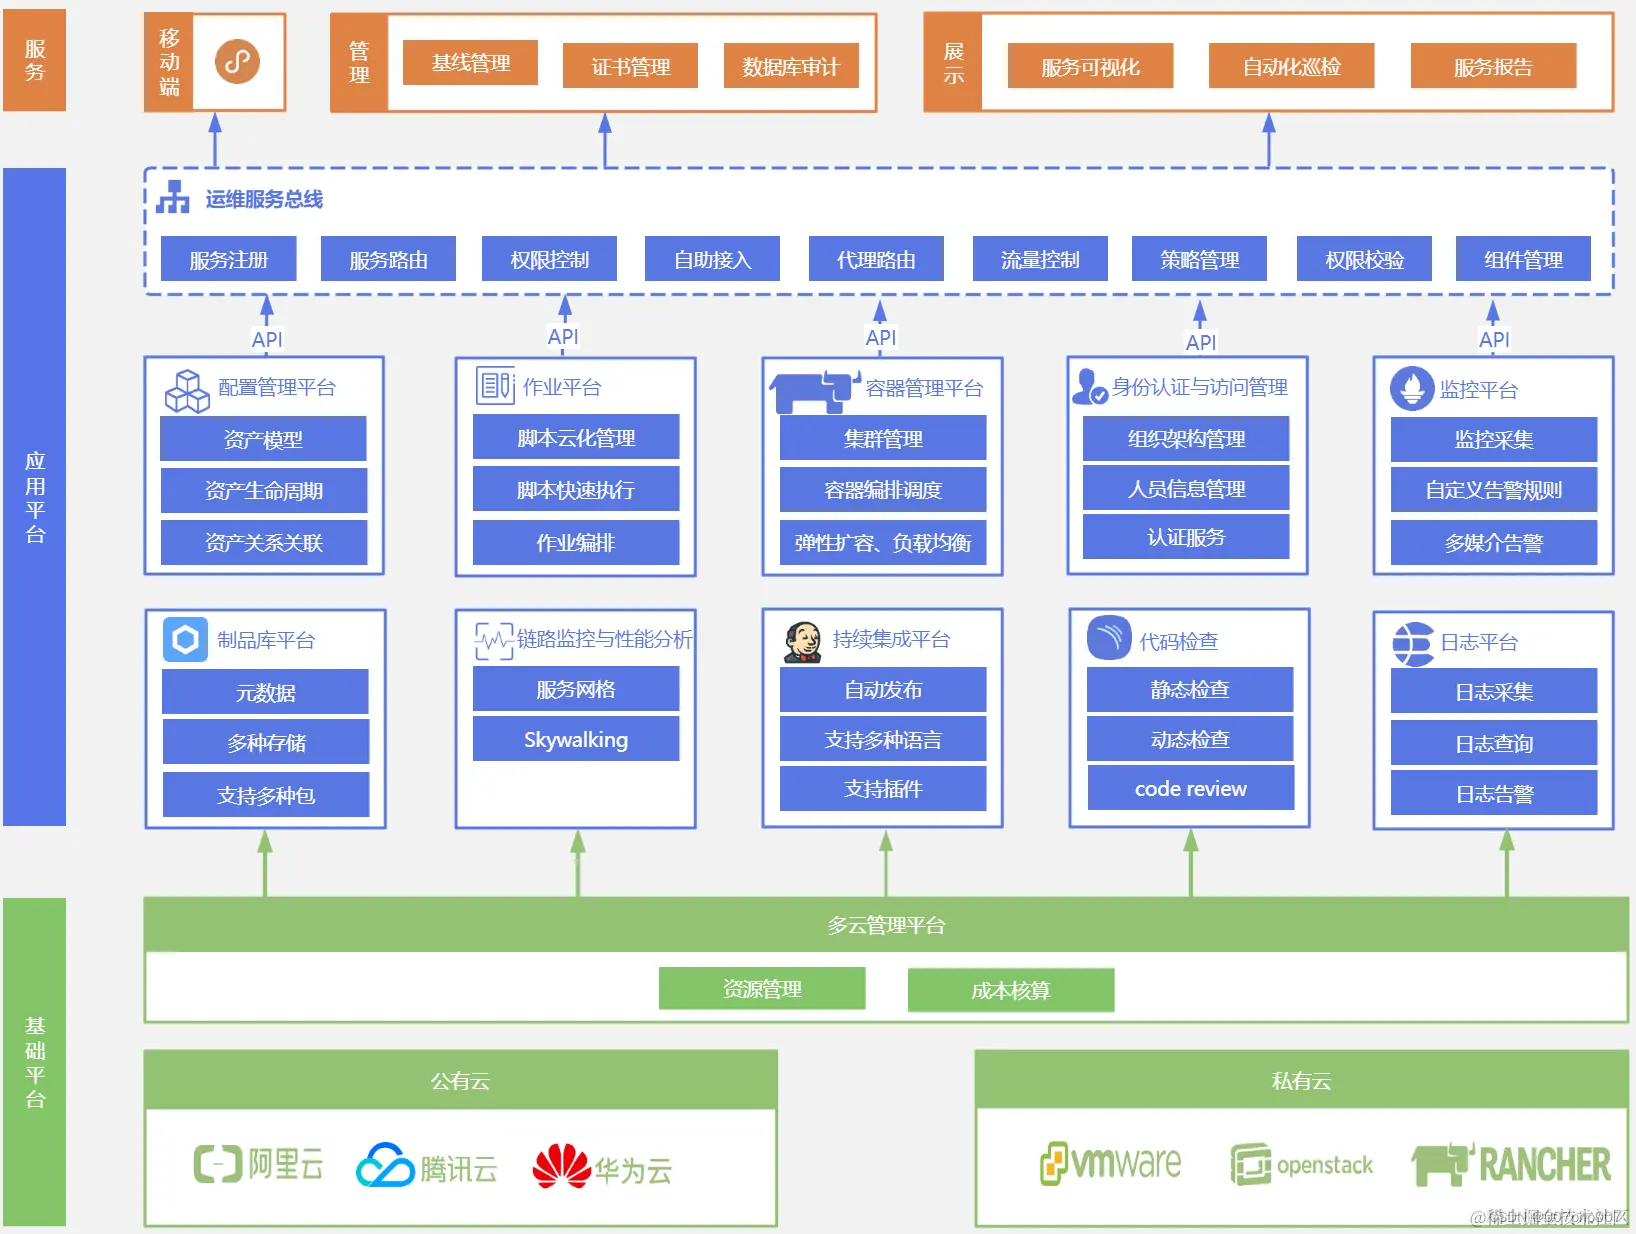 服务
移动端
管理
基线管理
证书管理
数据库审计
展示
服务可视化
自动化巡检
服务报告
应用平台
运维服务总线
服务注册
服务路由
权限控制
自助接入
代理路由
流量控制
策略管理
权限校验
组件管理
API
API
API
API
API
配置管理平台
资产模型
资产生命周期
资产关系关联
作业平台
脚本云化管理
脚本快速执行
作业编排
容器管理平台
集群管理
容器编排调度
弹性扩容、负载均衡
身份认证与访问管理
组织架构管理
人员信息管理
认证服务
监控平台
监控采集
自定义告警规则
多媒介告警
制品库平台
元数据
多种存储
支持多种包
链路监控与性能分析
服务网格
Skywalking
持续集成平台
自动发布
支持多种语言
支持插件
代码检查
静态检查
动态检查
code review
日志平台
日志采集
日志查询
日志告警
基础平台
多云管理平台
资源管理
成本核算
公有云
阿里云
腾讯云
华为云
私有云
vmware
openstack
RANCHER